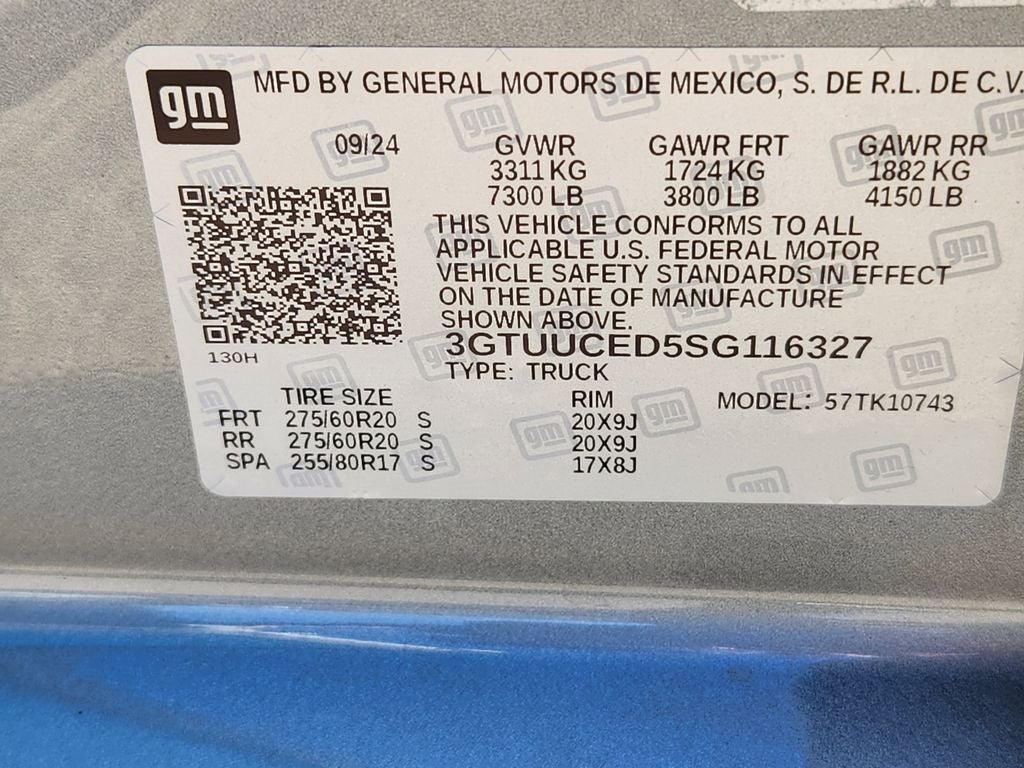 gm
MFD BY GENERAL MOTORS DE MEXICO, S. DE R.L. DE C.V.
09/24 GVWR GAWR FRT GAWR RR
3311 KG 1724 KG 1882 KG
7300 LB 3800 LB 4150 LB
THIS VEHICLE CONFORMS TO ALL
APPLICABLE U.S. FEDERAL MOTOR
VEHICLE SAFETY STANDARDS IN EFFECT
ON THE DATE OF MANUFACTURE
SHOWN ABOVE.
3GTUUCED5SG116327
130H
TYPE: TRUCK
TIRE SIZE RIM MODEL: 57TK10743
FRT 275/60R20 S 20X9J
RR 275/60R20 S 20X9J
SPA 255/80R17 S 17X8J